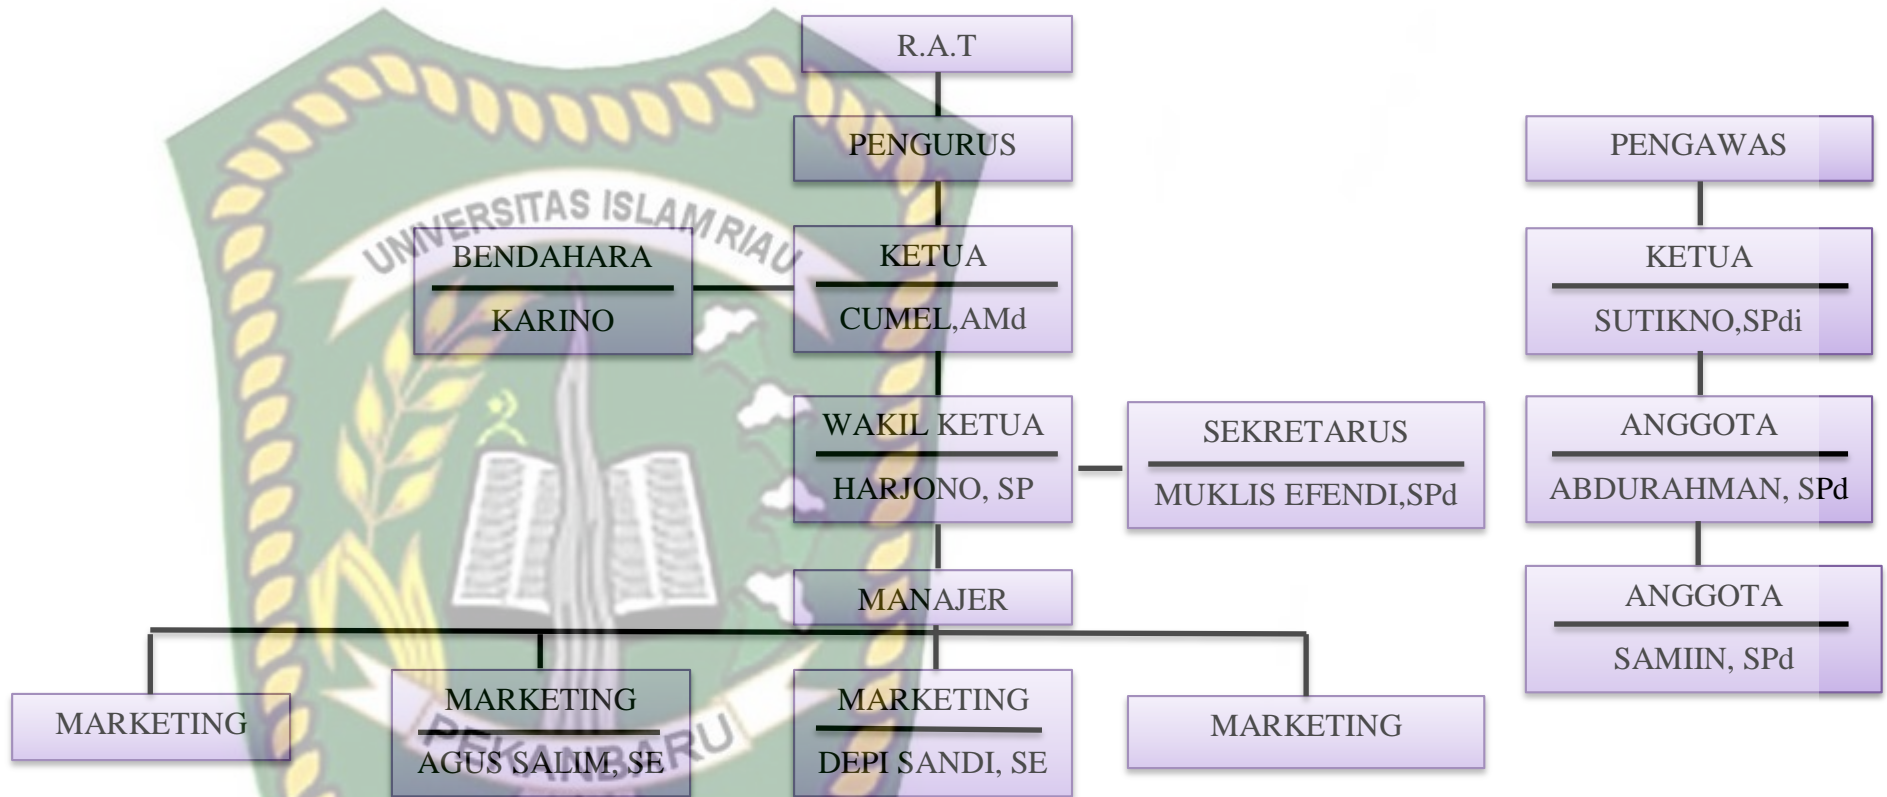 R.A.T
PENGURUS
PENGAWAS
UNIVERSITAS ISLAM RIAU
BENDAHARA
KARINO
KETUA
CUMEL,AMd
KETUA
SUTIKNO,SPdi
WAKIL KETUA
HARJONO, SP
SEKRETARUS
MUKLIS EFENDI,SPd
ANGGOTA
ABDURAHMAN, SPd
MANAJER
ANGGOTA
SAMIIN, SPd
MARKETING
MARKETING
AGUS SALIM, SE
MARKETING
DEPI SANDI, SE
MARKETING
PEKANBARU